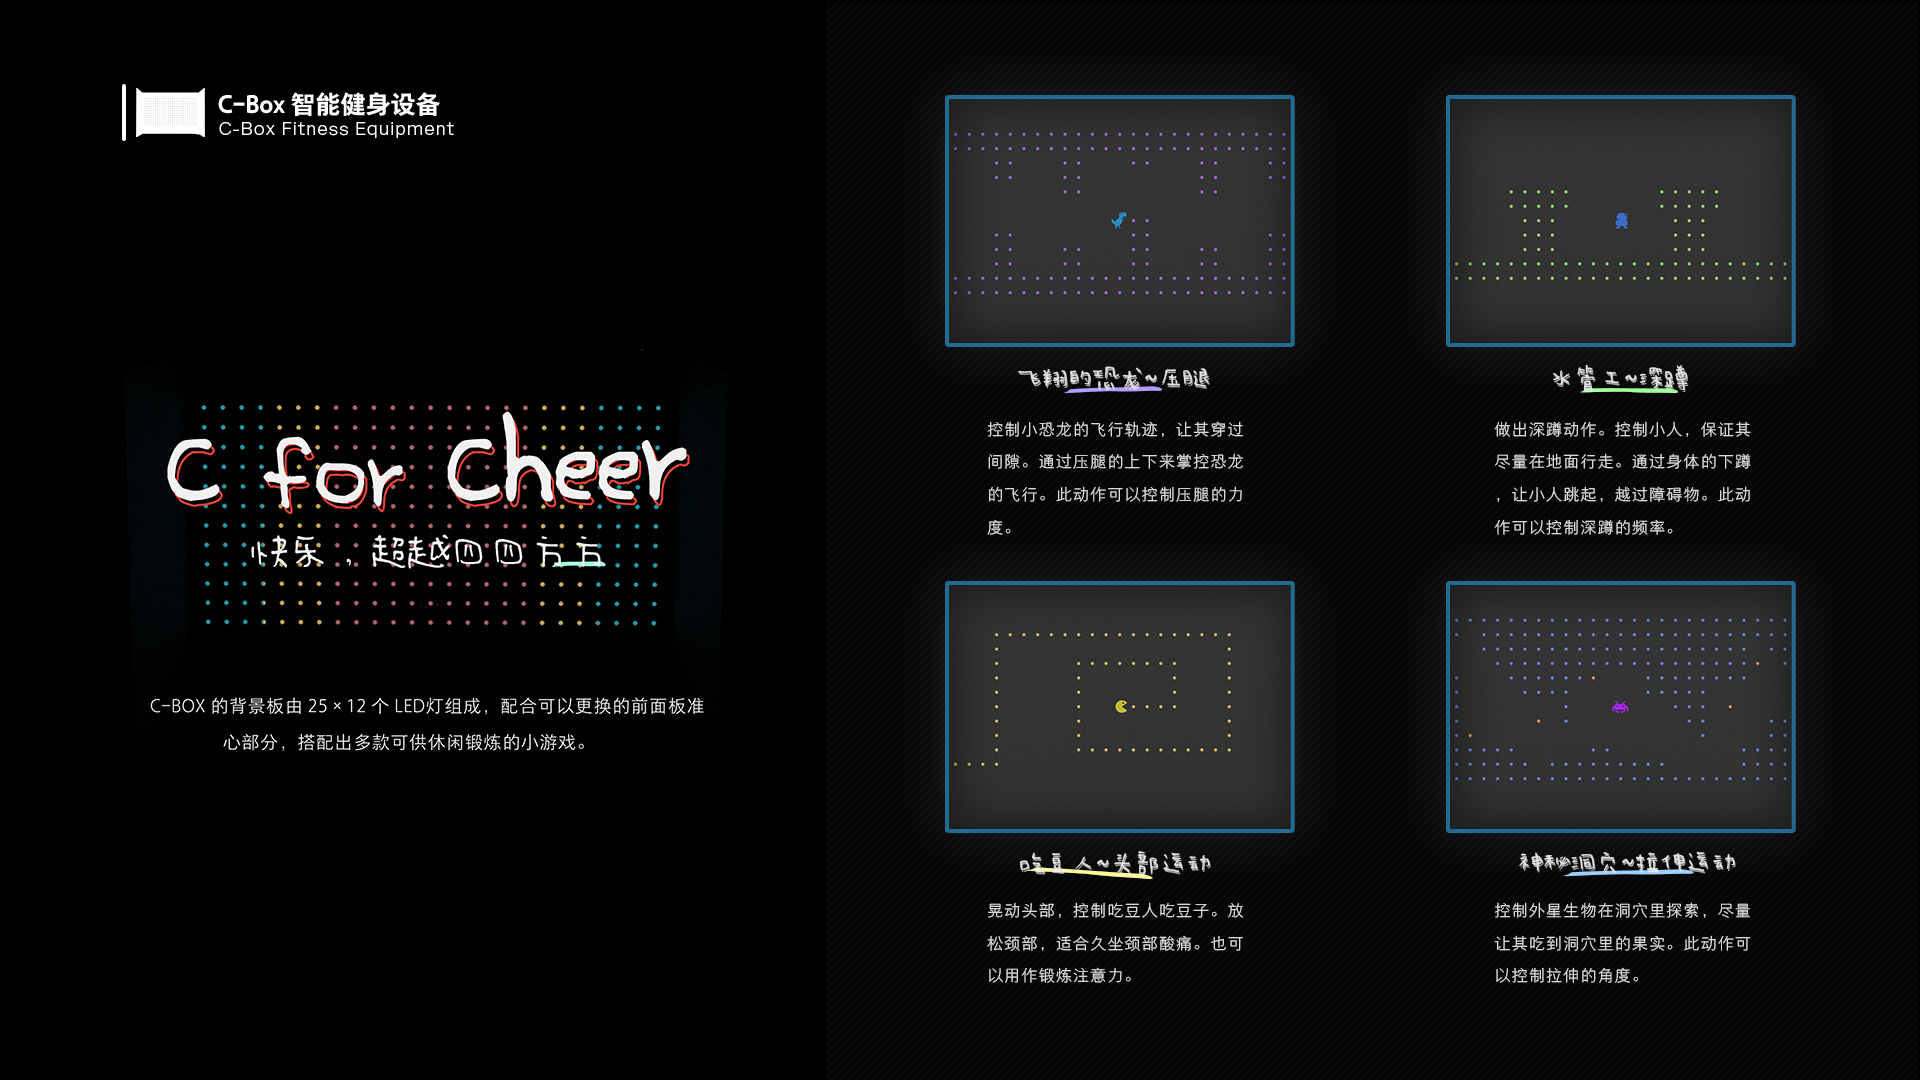 C-Box 智能健身设备
C-Box Fitness Equipment
C for Cheer
快乐，超越四四方方
C-BOX 的背景板由 25 × 12 个 LED灯组成，配合可以更换的前面板准
心部分，搭配出多款可供休闲锻炼的小游戏。
飞翔的恐龙~压腿
控制小恐龙的飞行轨迹，让其穿过
间隙。通过压腿的上下来掌控恐龙
的飞行。此动作可以控制压腿的力
度。
水管工~深蹲
做出深蹲动作。控制小人，保证其
尽量在地面行走。通过身体的下蹲
，让小人跳起，越过障碍物。此动
作可以控制深蹲的频率。
吃豆人~头部运动
晃动头部，控制吃豆人吃豆子。放
松颈部，适合久坐颈部酸痛。也可
以用作锻炼注意力。
神秘洞穴~拉伸运动
控制外星生物在洞穴里探索，尽量
让其吃到洞穴里的果实。此动作可
以控制拉伸的角度。